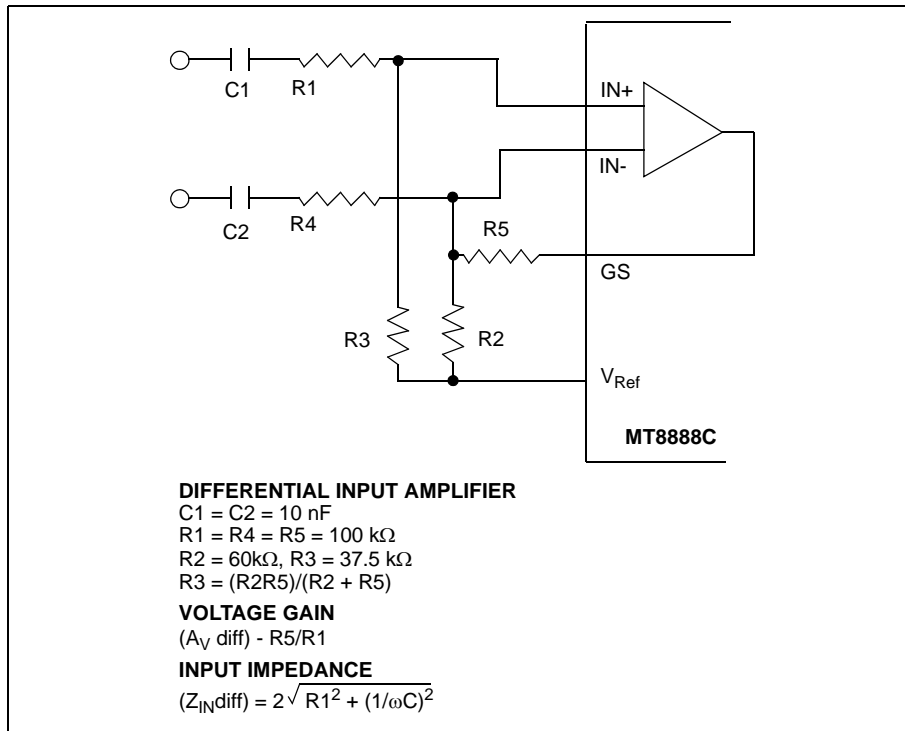 C1
R1
IN+
IN-
C2
R4
R5
GS
R3
R2
VRef
MT8888C
DIFFERENTIAL INPUT AMPLIFIER
C1 = C2 = 10 nF
R1 = R4 = R5 = 100 kΩ
R2 = 60kΩ, R3 = 37.5 kΩ
R3 = (R2R5)/(R2 + R5)
VOLTAGE GAIN
(AV diff) - R5/R1
INPUT IMPEDANCE
(ZINdiff) = 2√R1² + (1/ωC)²